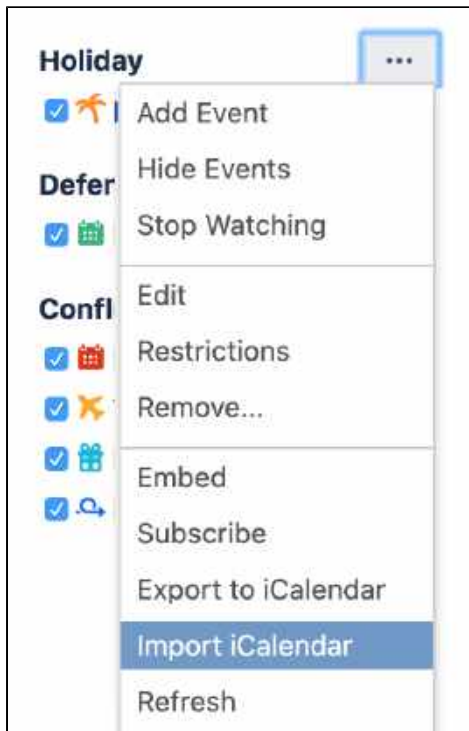 Holiday
...
Add Event
Hide Events
Defer
Stop Watching
Edit
Confl
Restrictions
Remove...
Embed
Subscribe
Export to iCalendar
Import iCalendar
Refresh